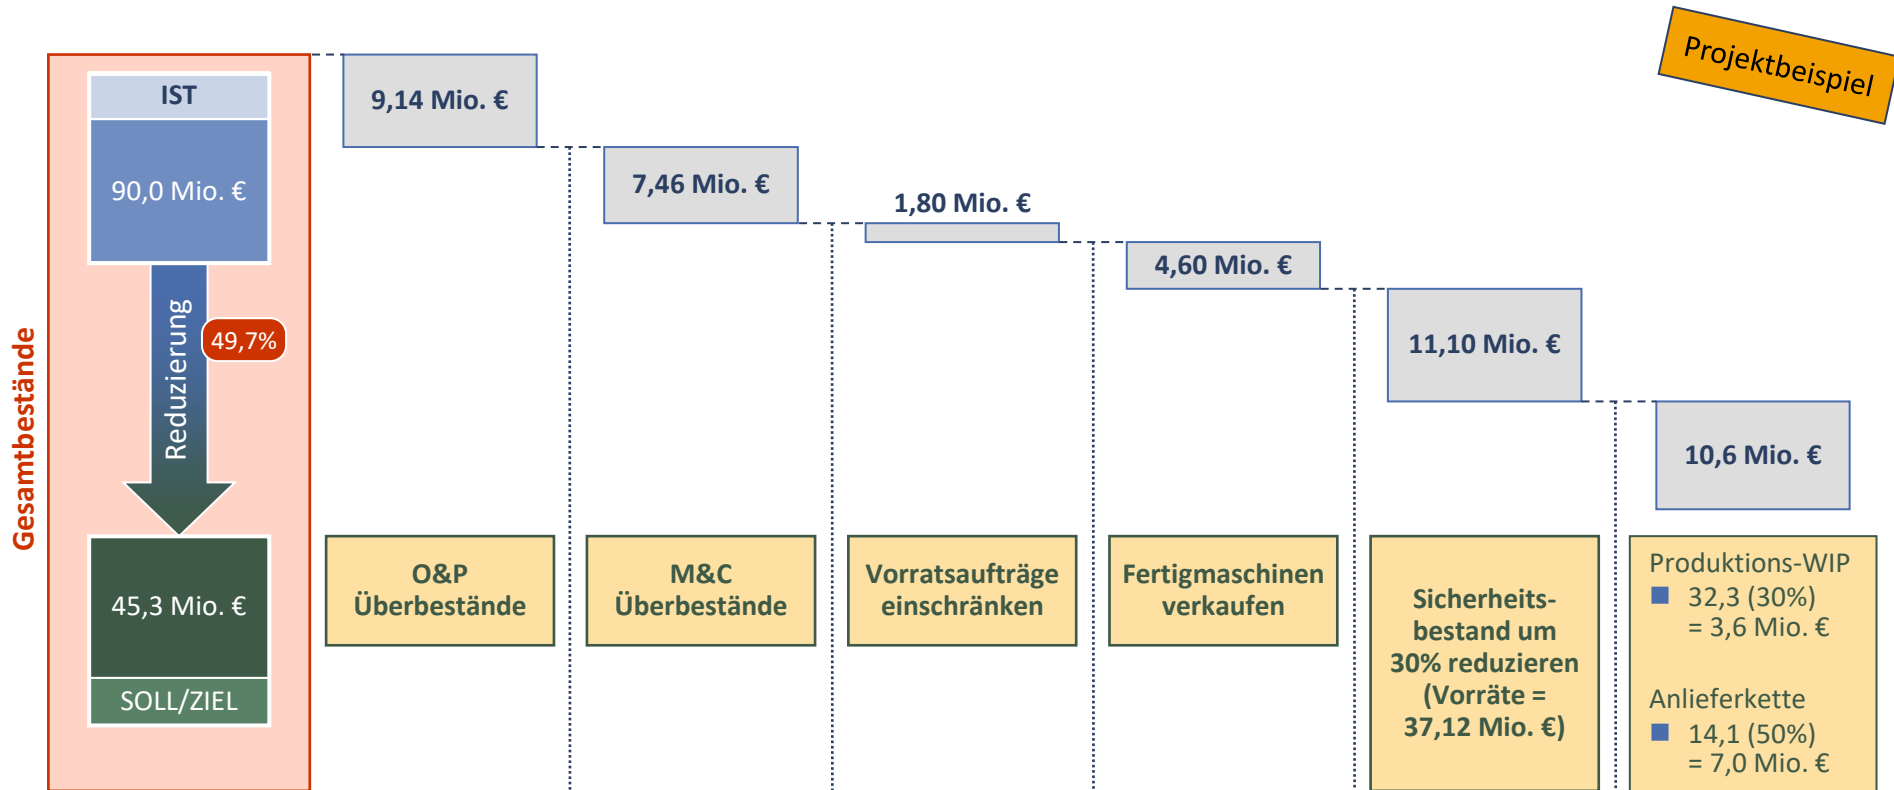 Projektbeispiel
Gesamtbestände
IST
90,0 Mio. €
Reduzierung
49,7%
45,3 Mio. €
SOLL/ZIEL
9,14 Mio. €
7,46 Mio. €
1,80 Mio. €
4,60 Mio. €
11,10 Mio. €
10,6 Mio. €
O&P
Überbestände
M&C
Überbestände
Vorratsaufträge
einschränken
Fertigmaschinen
verkaufen
Sicherheits-
bestand um
30% reduzieren
(Vorräte =
37,12 Mio. €)
Produktions-WIP
32,3 (30%)
= 3,6 Mio. €
Anlieferkette
14,1 (50%)
= 7,0 Mio. €